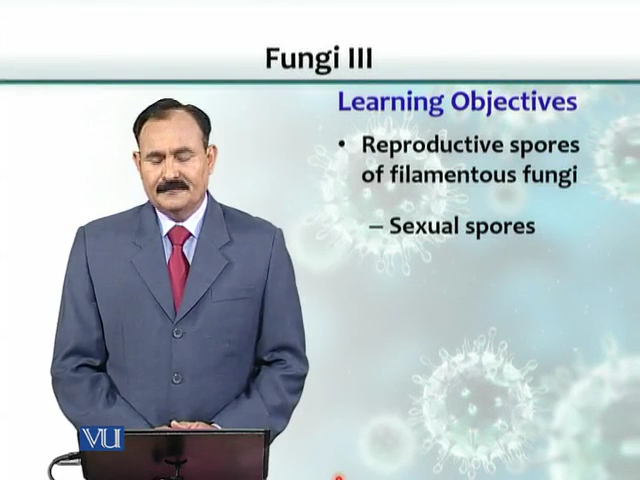 Fungi III
Learning Objectives
• Reproductive spores
of filamentous fungi
– Sexual spores
VU